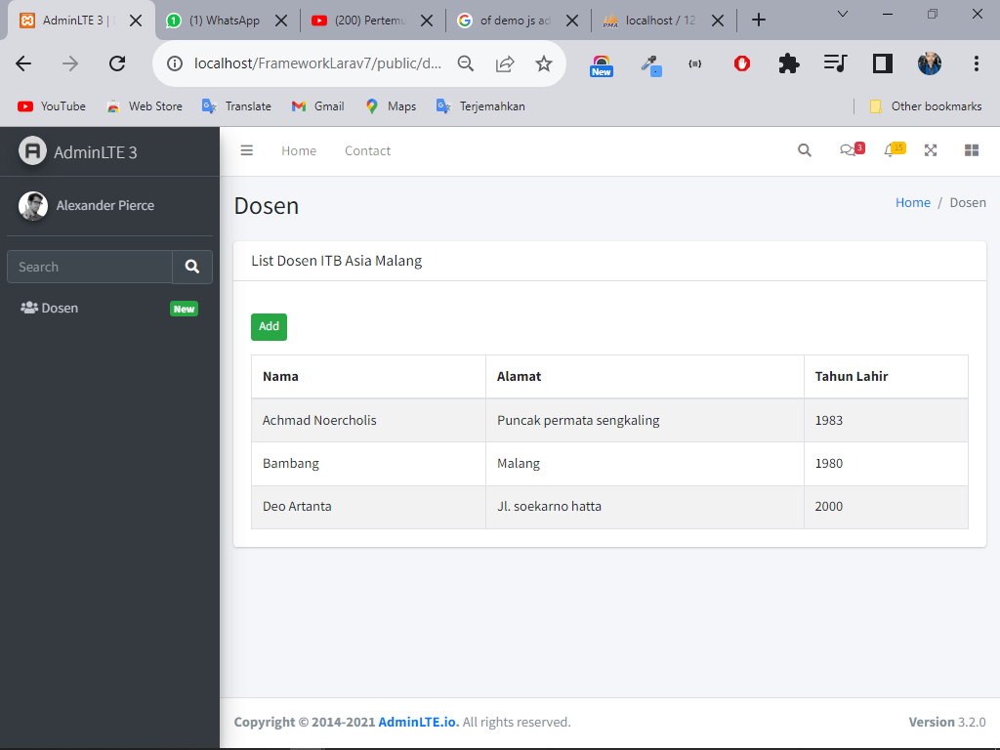 AdminLTE 3 |
(1) WhatsApp
(200) Pertemu
of demo js ad
PMA localhost / 12
localhost/FrameworkLarav7/public/d...
New
YouTube
Web Store
Translate
Gmail
Maps
Terjemahkan
Other bookmarks
AdminLTE 3
Home
Contact
3
15
Alexander Pierce
Search
Dosen
New
Dosen
Home / Dosen
List Dosen ITB Asia Malang
Add
Nama Alamat Tahun Lahir
Achmad Noercholis Puncak permata sengkaling 1983
Bambang Malang 1980
Deo Artanta Jl. soekarno hatta 2000
Copyright © 2014-2021 AdminLTE.io. All rights reserved.
Version 3.2.0